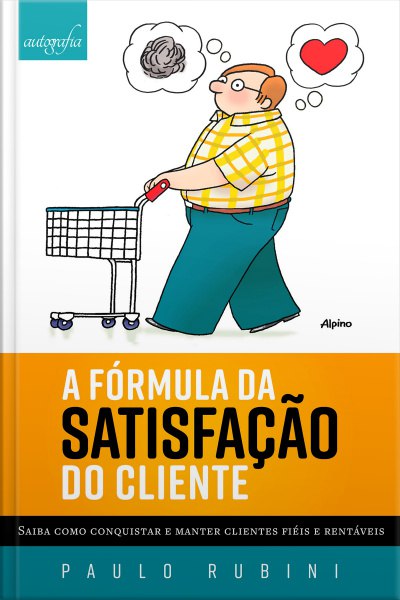 autografia
Alpino
A FÓRMULA DA
SATISFAÇÃO
DO CLIENTE
SAIBA COMO CONQUISTAR E MANTER CLIENTES FIÉIS E RENTÁVEIS
PAULO RUBINI